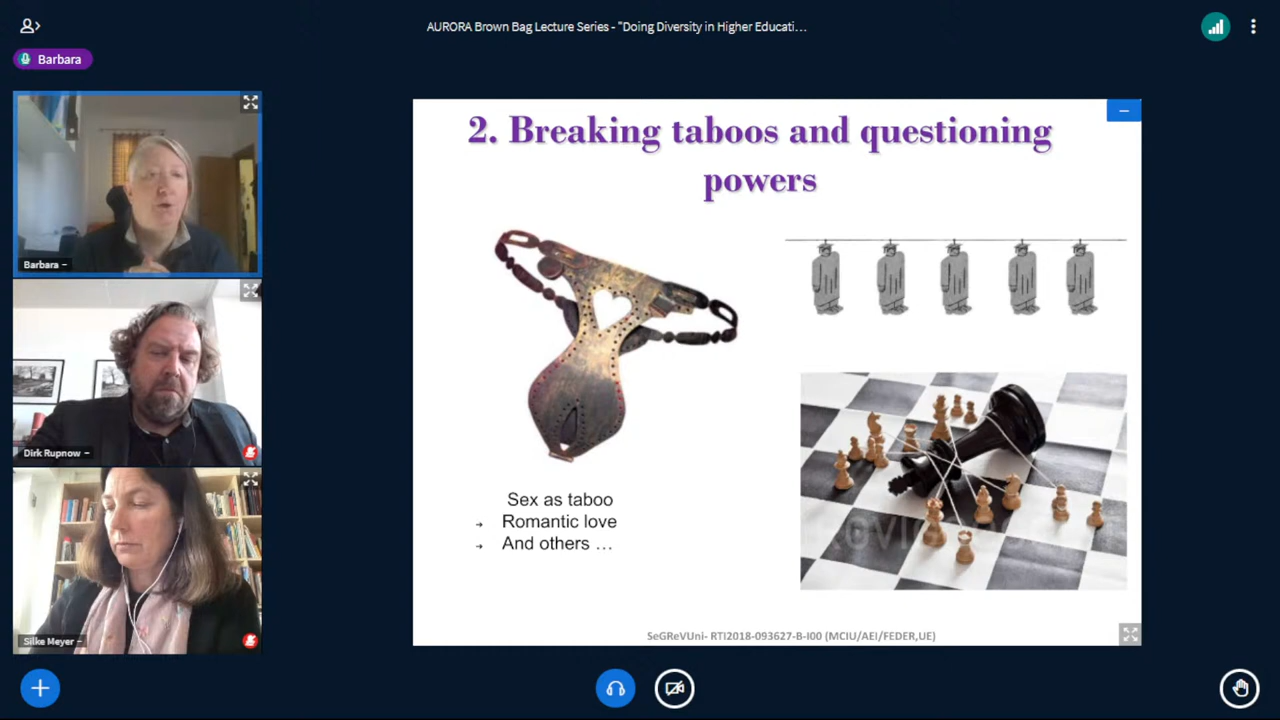 AURORA Brown Bag Lecture Series - "Doing Diversity in Higher Educati...
Barbara
Barbara –
Dirk Rupnow –
Silke Meyer –
2. Breaking taboos and questioning
powers
Sex as taboo
→ Romantic love
→ And others …
SeGReVUni- RTI2018-093627-B-I00 (MCIU/AEI/FEDER,UE)